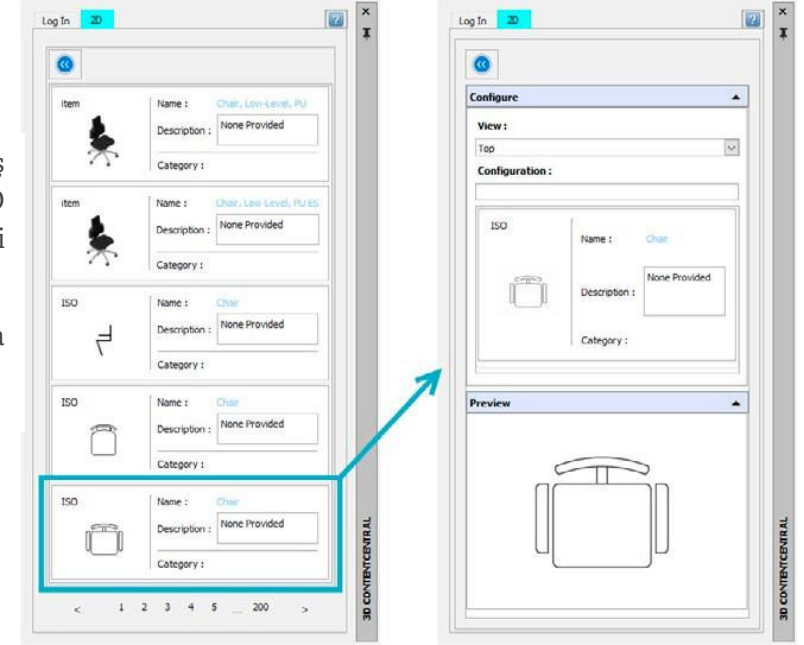 Log In 2D
item
Name : Chair, Low-Level, PU
Description : None Provided
Category :
item
Name : Chair, Low-Level, PU ES
Description : None Provided
Category :
ISO
Name : Chair
Description : None Provided
Category :
ISO
Name : Chair
Description : None Provided
Category :
ISO
Name : Chair
Description : None Provided
Category :
< 1 2 3 4 5 ... 200 >
3D CONTENTCENTRAL
Log In 2D
Configure
View :
Top
Configuration :
ISO
Name : Chair
Description : None Provided
Category :
Preview
3D CONTENTCENTRAL